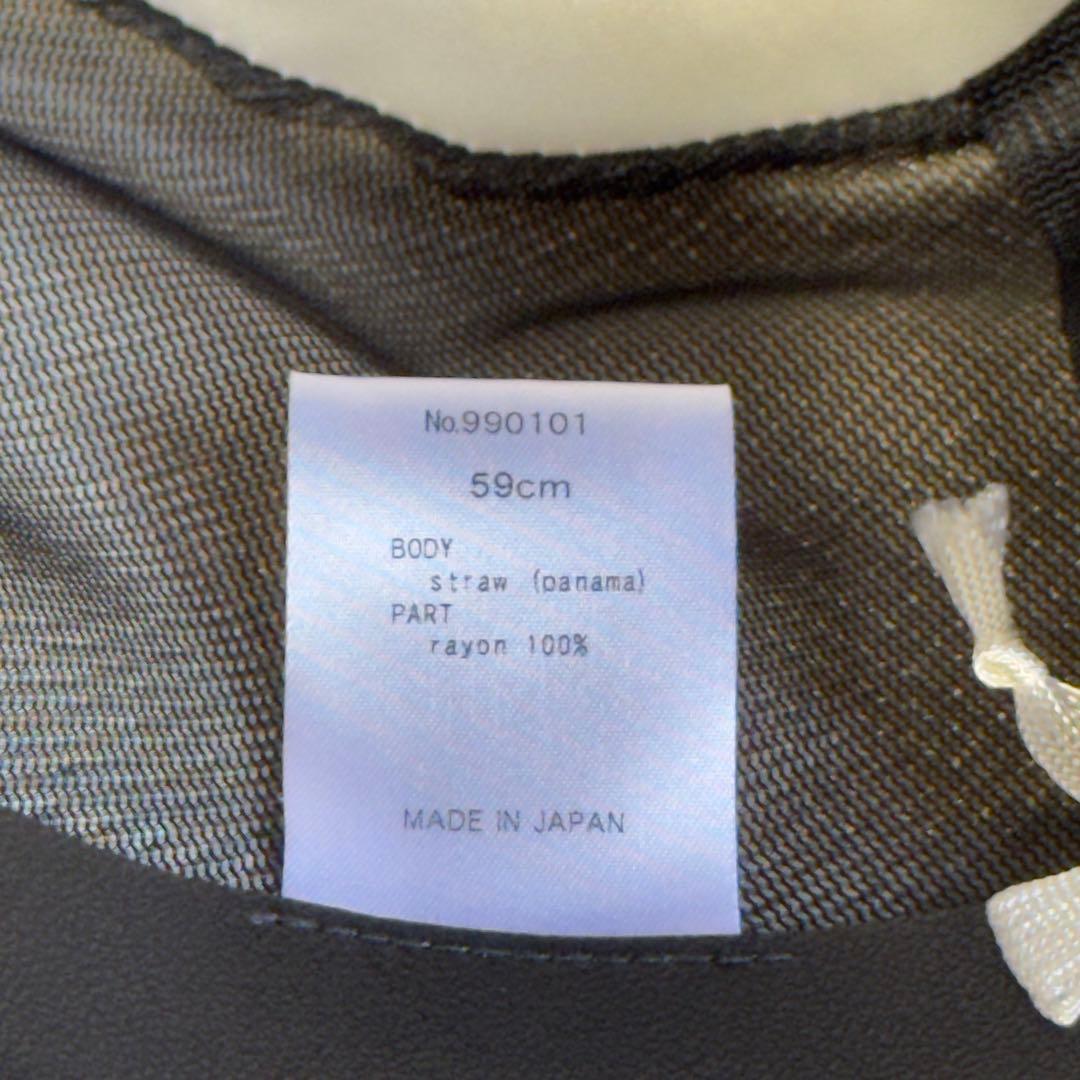 No.990101
59cm
BODY
straw (panama)
PART
rayon 100%
MADE IN JAPAN